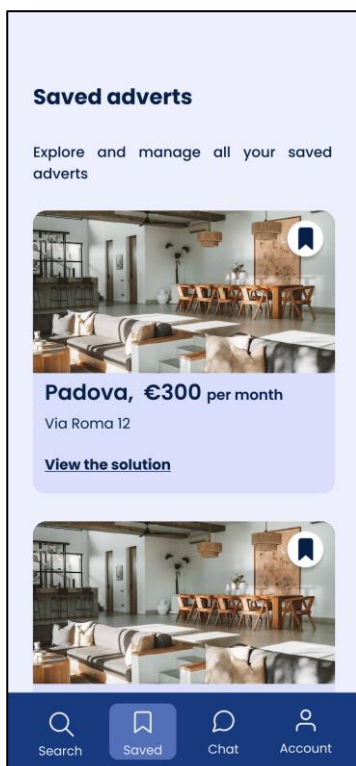 Saved adverts
Explore and manage all your saved
adverts
Padova, €300 per month
Via Roma 12
View the solution
Search Saved Chat Account